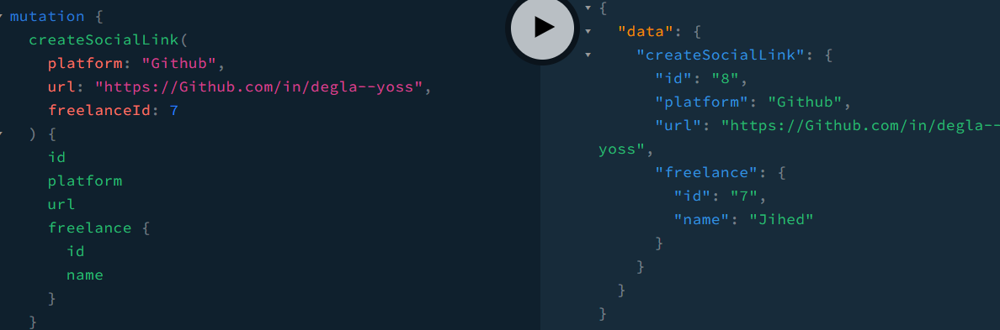 mutation {
createSocialLink(
platform: "Github",
url: "https://Github.com/in/degla--yoss",
freelanceId: 7
) {
id
platform
url
freelance {
id
name
}
}
{
"data": {
"createSocialLink": {
"id": "8",
"platform": "Github",
"url": "https://Github.com/in/degla--
yoss",
"freelance": {
"id": "7",
"name": "Jihed"
}
}
}
}